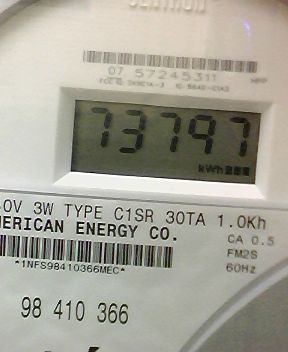 CENTRON
07 57245311
73797
kWh
0V 3W TYPE C1SR 30TA 1.0Kh
MERICAN ENERGY CO.
CA 0.5
FM2S
60Hz
*1NFS98410366MEC*
98 410 366